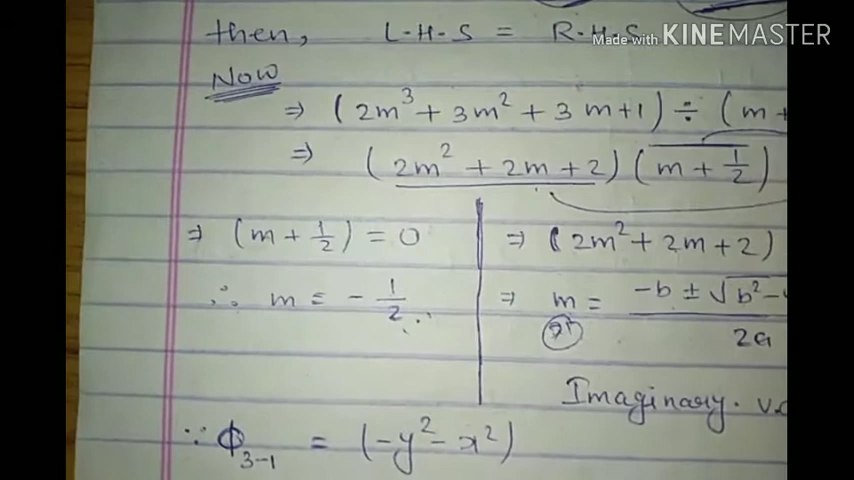 then, L-H-S = R-H-S
Made with KINEMASTER
Now
⇒ (2m³ + 3m² + 3m+1) ÷ (m+
⇒ (2m² + 2m + 2) (m + 1/2)
⇒ (m + 1/2) = 0
∴ m = - 1/2
⇒ (2m² + 2m + 2)
⇒ m = -b ± √b²-
2a
Imaginary.
∵ ϕ₃₋₁ = (-y² - x²)